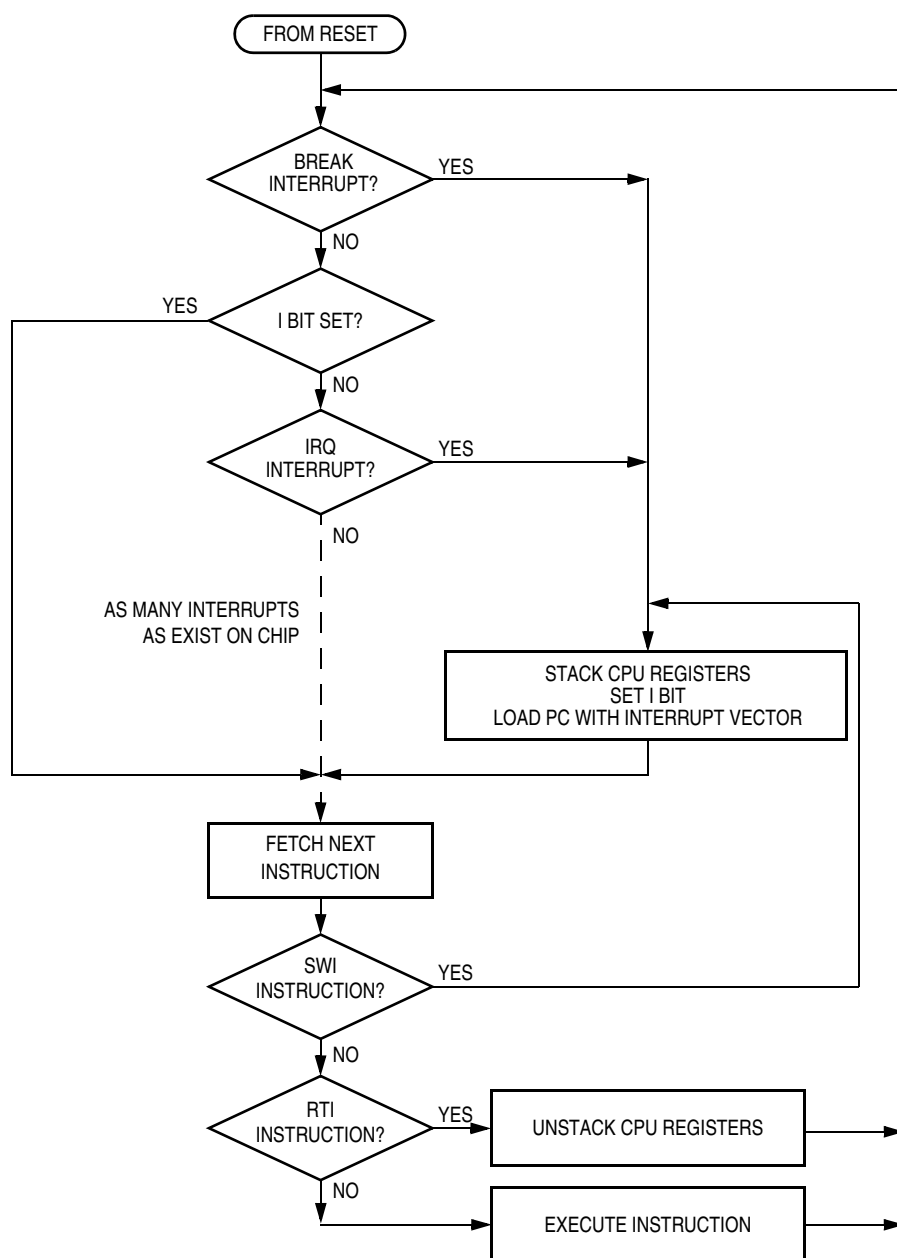 FROM RESET
BREAK
INTERRUPT?
YES
NO
YES
I BIT SET?
NO
IRQ
INTERRUPT?
YES
NO
AS MANY INTERRUPTS
AS EXIST ON CHIP
STACK CPU REGISTERS
SET I BIT
LOAD PC WITH INTERRUPT VECTOR
FETCH NEXT
INSTRUCTION
SWI
INSTRUCTION?
YES
NO
RTI
INSTRUCTION?
YES
UNSTACK CPU REGISTERS
NO
EXECUTE INSTRUCTION